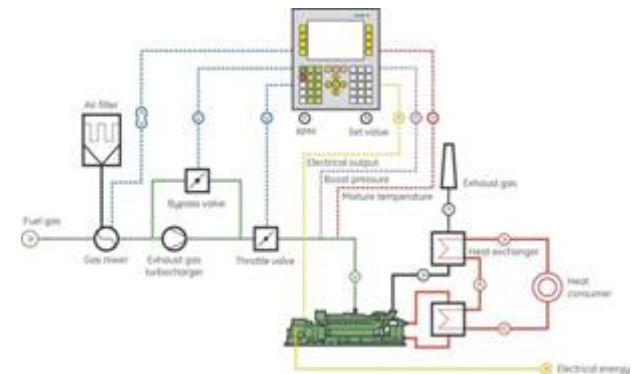 Air filter
RPM
Set value
Electrical output
Boost pressure
Mixture temperature
Exhaust gas
Bypass valve
Fuel gas
Gas mixer
Exhaust gas
turbocharger
Throttle valve
Heat exchanger
Heat
consumer
Electrical energy